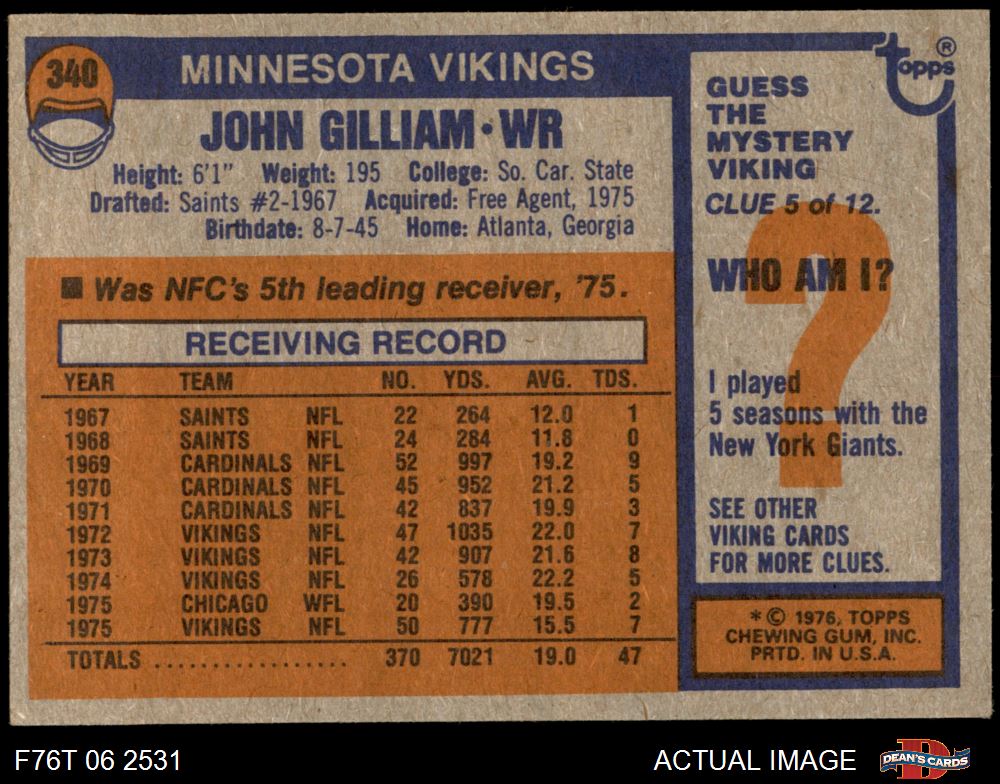 340
MINNESOTA VIKINGS
JOHN GILLIAM·WR
Height: 6'1" Weight: 195 College: So. Car. State
Drafted: Saints #2-1967 Acquired: Free Agent, 1975
Birthdate: 8-7-45 Home: Atlanta, Georgia
■ Was NFC's 5th leading receiver, '75.
RECEIVING RECORD
YEAR TEAM NO. YDS. AVG. TDS.
1967 SAINTS NFL 22 264 12.0 1
1968 SAINTS NFL 24 284 11.8 0
1969 CARDINALS NFL 52 997 19.2 9
1970 CARDINALS NFL 45 952 21.2 5
1971 CARDINALS NFL 42 837 19.9 3
1972 VIKINGS NFL 47 1035 22.0 7
1973 VIKINGS NFL 42 907 21.6 8
1974 VIKINGS NFL 26 578 22.2 5
1975 CHICAGO WFL 20 390 19.5 2
1975 VIKINGS NFL 50 777 15.5 7
TOTALS ................. 370 7021 19.0 47
topps ®
GUESS
THE
MYSTERY
VIKING
CLUE 5 of 12.
WHO AM I?
?
I played
5 seasons with the
New York Giants.
SEE OTHER
VIKING CARDS
FOR MORE CLUES.
* © 1976, TOPPS
CHEWING GUM, INC.
PRTD. IN U.S.A.
F76T 06 2531
ACTUAL IMAGE
D
DEAN'S CARDS